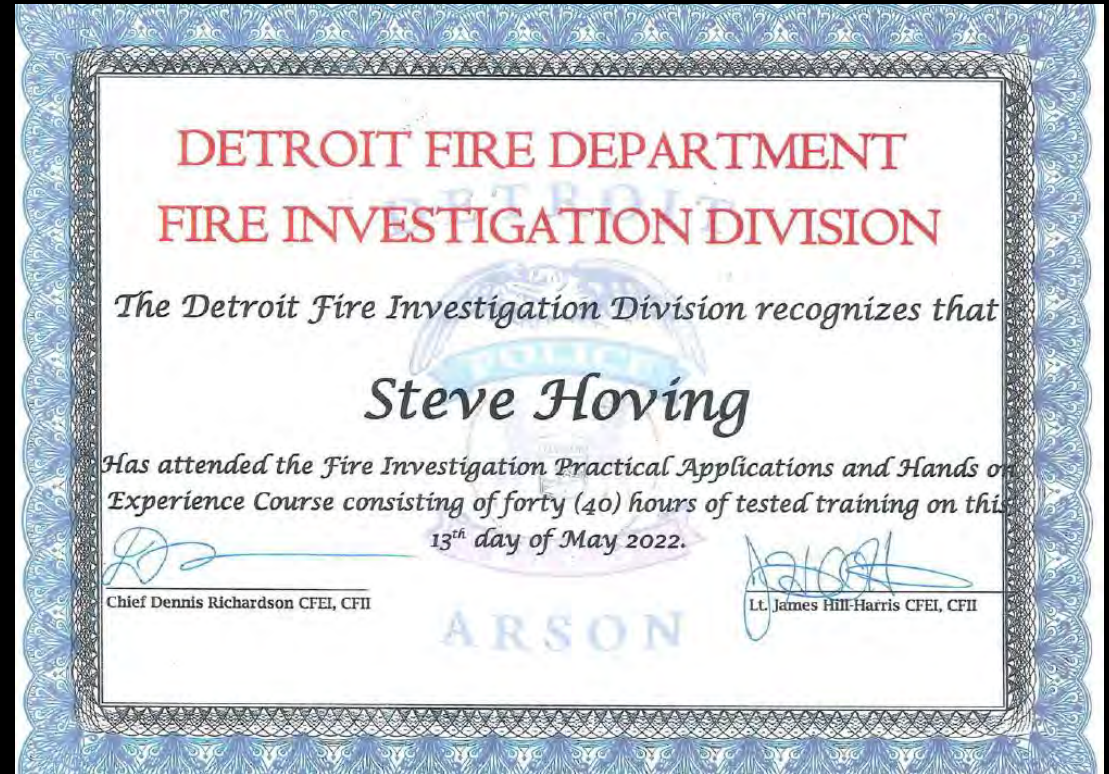 DETROIT FIRE DEPARTMENT
DETROIT
FIRE INVESTIGATION DIVISION
The Detroit Fire Investigation Division recognizes that
POLICE
Steve Hoving
Has attended the Fire Investigation Practical Applications and Hands on
Experience Course consisting of forty (40) hours of tested training on this
13th day of May 2022.
Chief Dennis Richardson CFEI, CFII
Lt. James Hill-Harris CFEI, CFII
ARSON